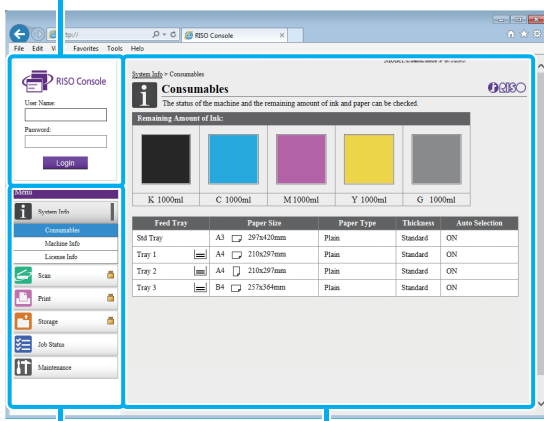 RISO Console
File Edit Favorites Tools Help
RISO Console
User Name:
Password:
Login
Menu
System Info
Consumables
Machine Info
License Info
Scan
Print
Storage
Job Status
Maintenance
System Info > Consumables
RISO
Consumables
The status of the machine and the remaining amount of ink and paper can be checked.
Remaining Amount of Ink:
K 1000ml C 1000ml M 1000ml Y 1000ml G 1000ml
Feed Tray Paper Size Paper Type Thickness Auto Selection
Std Tray A3 297x420mm Plain Standard ON
Tray 1 A4 210x297mm Plain Standard ON
Tray 2 A4 210x297mm Plain Standard ON
Tray 3 B4 257x364mm Plain Standard ON